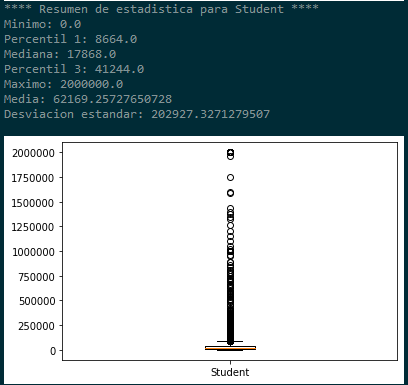 **** Resumen de estadistica para Student ****
Minimo: 0.0
Percentil 1: 8664.0
Mediana: 17868.0
Percentil 3: 41244.0
Maximo: 2000000.0
Media: 62169.25727650728
Desviacion estandar: 202927.3271279507
2000000
1750000
1500000
1250000
1000000
750000
500000
250000
0
Student